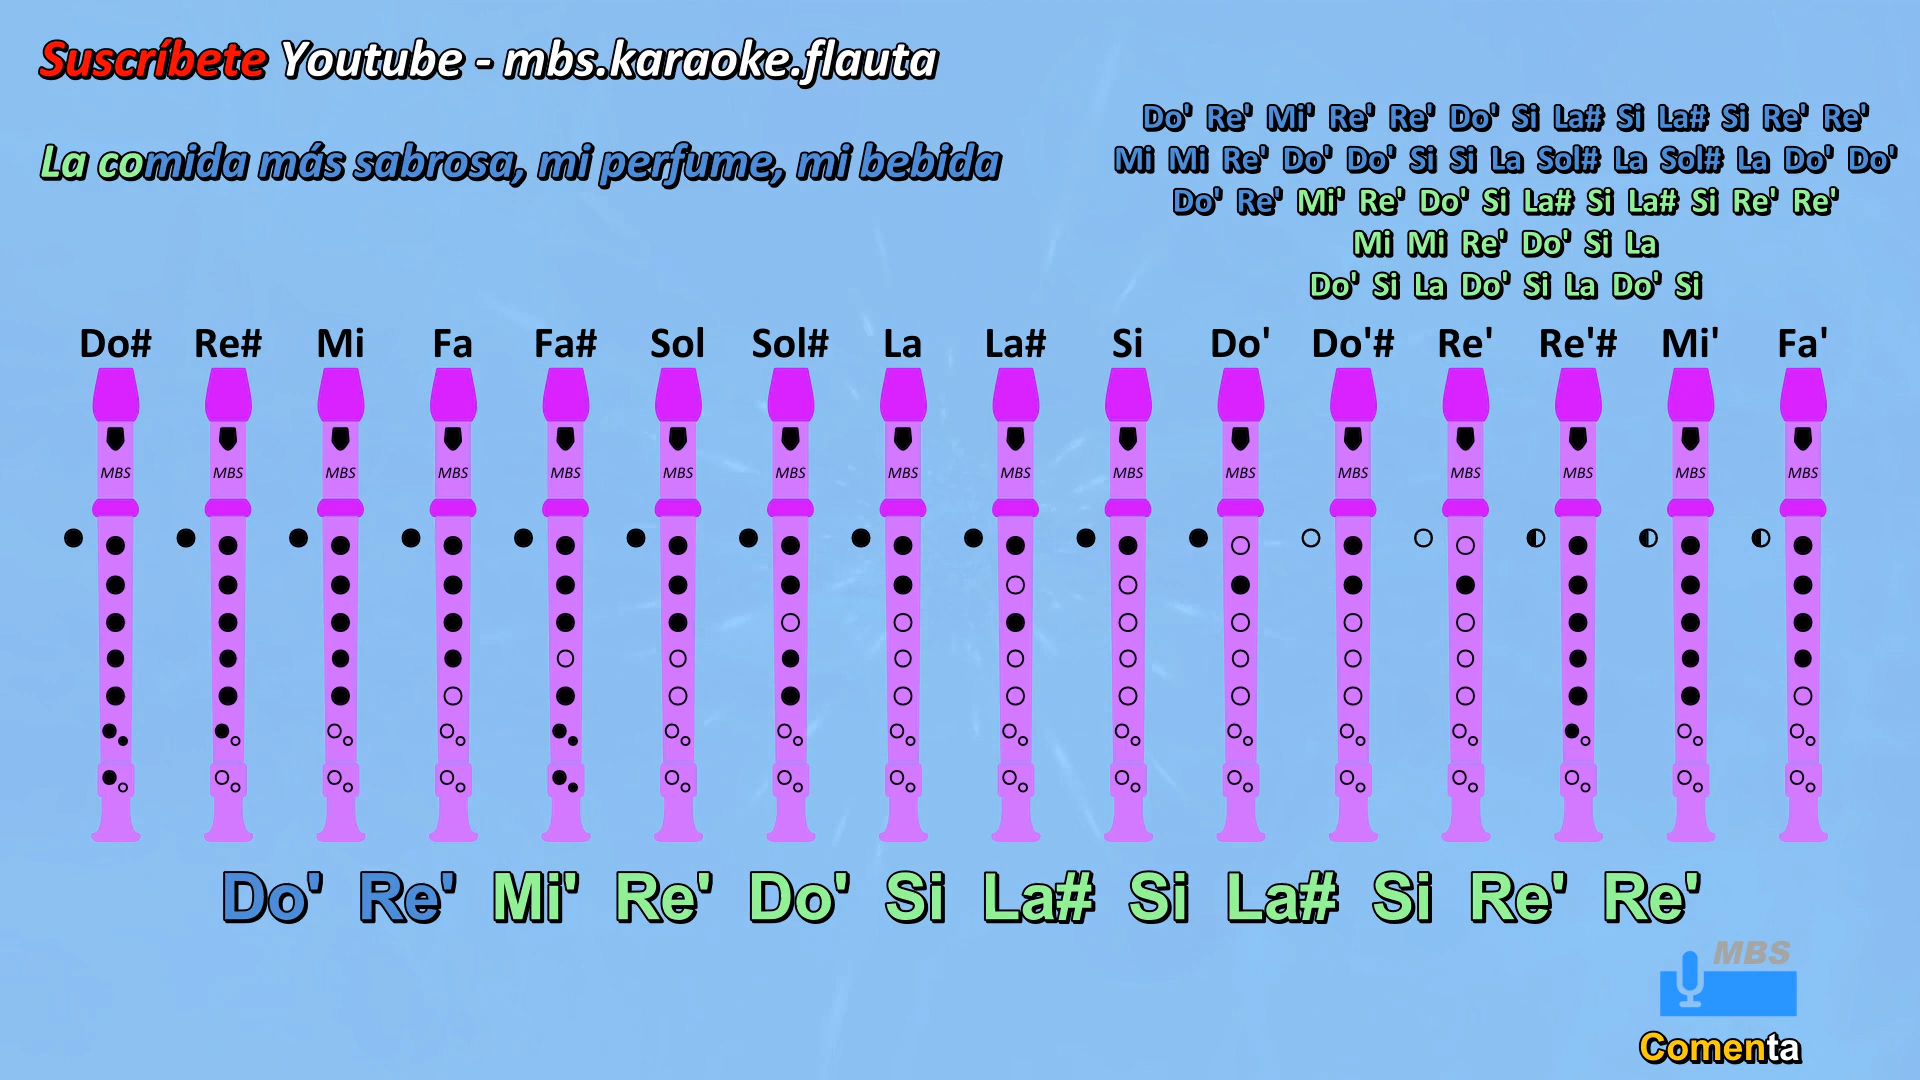 Suscríbete Youtube - mbs.karaoke.flauta
La comida más sabrosa, mi perfume, mi bebida
Do' Re' Mi' Re' Re' Do' Si La# Si La# Si Re' Re'
Mi Mi Re' Do' Do' Si Si La Sol# La Sol# La Do' Do'
Do' Re' Mi' Re' Do' Si La# Si La# Si Re' Re'
Mi Mi Re' Do' Si La
Do' Si La Do' Si La Do' Si
Do# Re# Mi Fa Fa# Sol Sol# La La# Si Do' Do'# Re' Re'# Mi' Fa'
MBS MBS MBS MBS MBS MBS MBS MBS MBS MBS MBS MBS MBS MBS MBS MBS
Do' Re' Mi' Re' Do' Si La# Si La# Si Re' Re'
MBS
Comenta